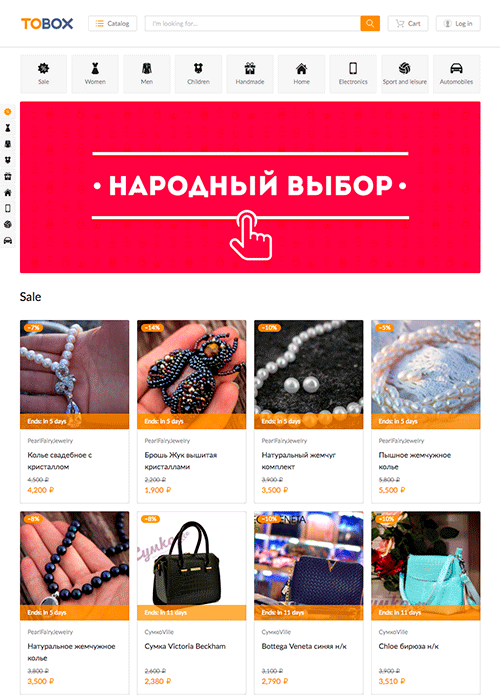 TOBOX
Catalog
I'm looking for...
Cart
Log in
Sale
Women
Men
Children
Handmade
Home
Electronics
Sport and leisure
Automobiles
• НАРОДНЫЙ ВЫБОР •
Sale
-7%
-14%
-10%
-5%
Ends: in 5 days
Ends: in 5 days
Ends: in 5 days
Ends: in 5 days
PearlFairyJewelry
PearlFairyJewelry
PearlFairyJewelry
PearlFairyJewelry
Колье свадебное с
кристаллом
Брошь Жук вышитая
кристаллами
Натуральный жемчуг
комплект
Пышное жемчужное
колье
4,500 ₽
2,200 ₽
3,900 ₽
5,800 ₽
4,200 ₽
1,900 ₽
3,500 ₽
5,500 ₽
-8%
-8%
-10%
-10%
Сумко
ENETA
Ends: in 5 days
Ends: in 11 days
Ends: in 11 days
Ends: in 11 days
PearlFairyJewelry
СумкоVille
СумкоVille
СумкоVille
Натуральное жемчужное
колье
Сумка Victoria Beckham
Bottega Veneta синяя н/к
Chloe бирюза н/к
3,800 ₽
2,600 ₽
3,100 ₽
3,900 ₽
3,500 ₽
2,380 ₽
2,790 ₽
3,510 ₽